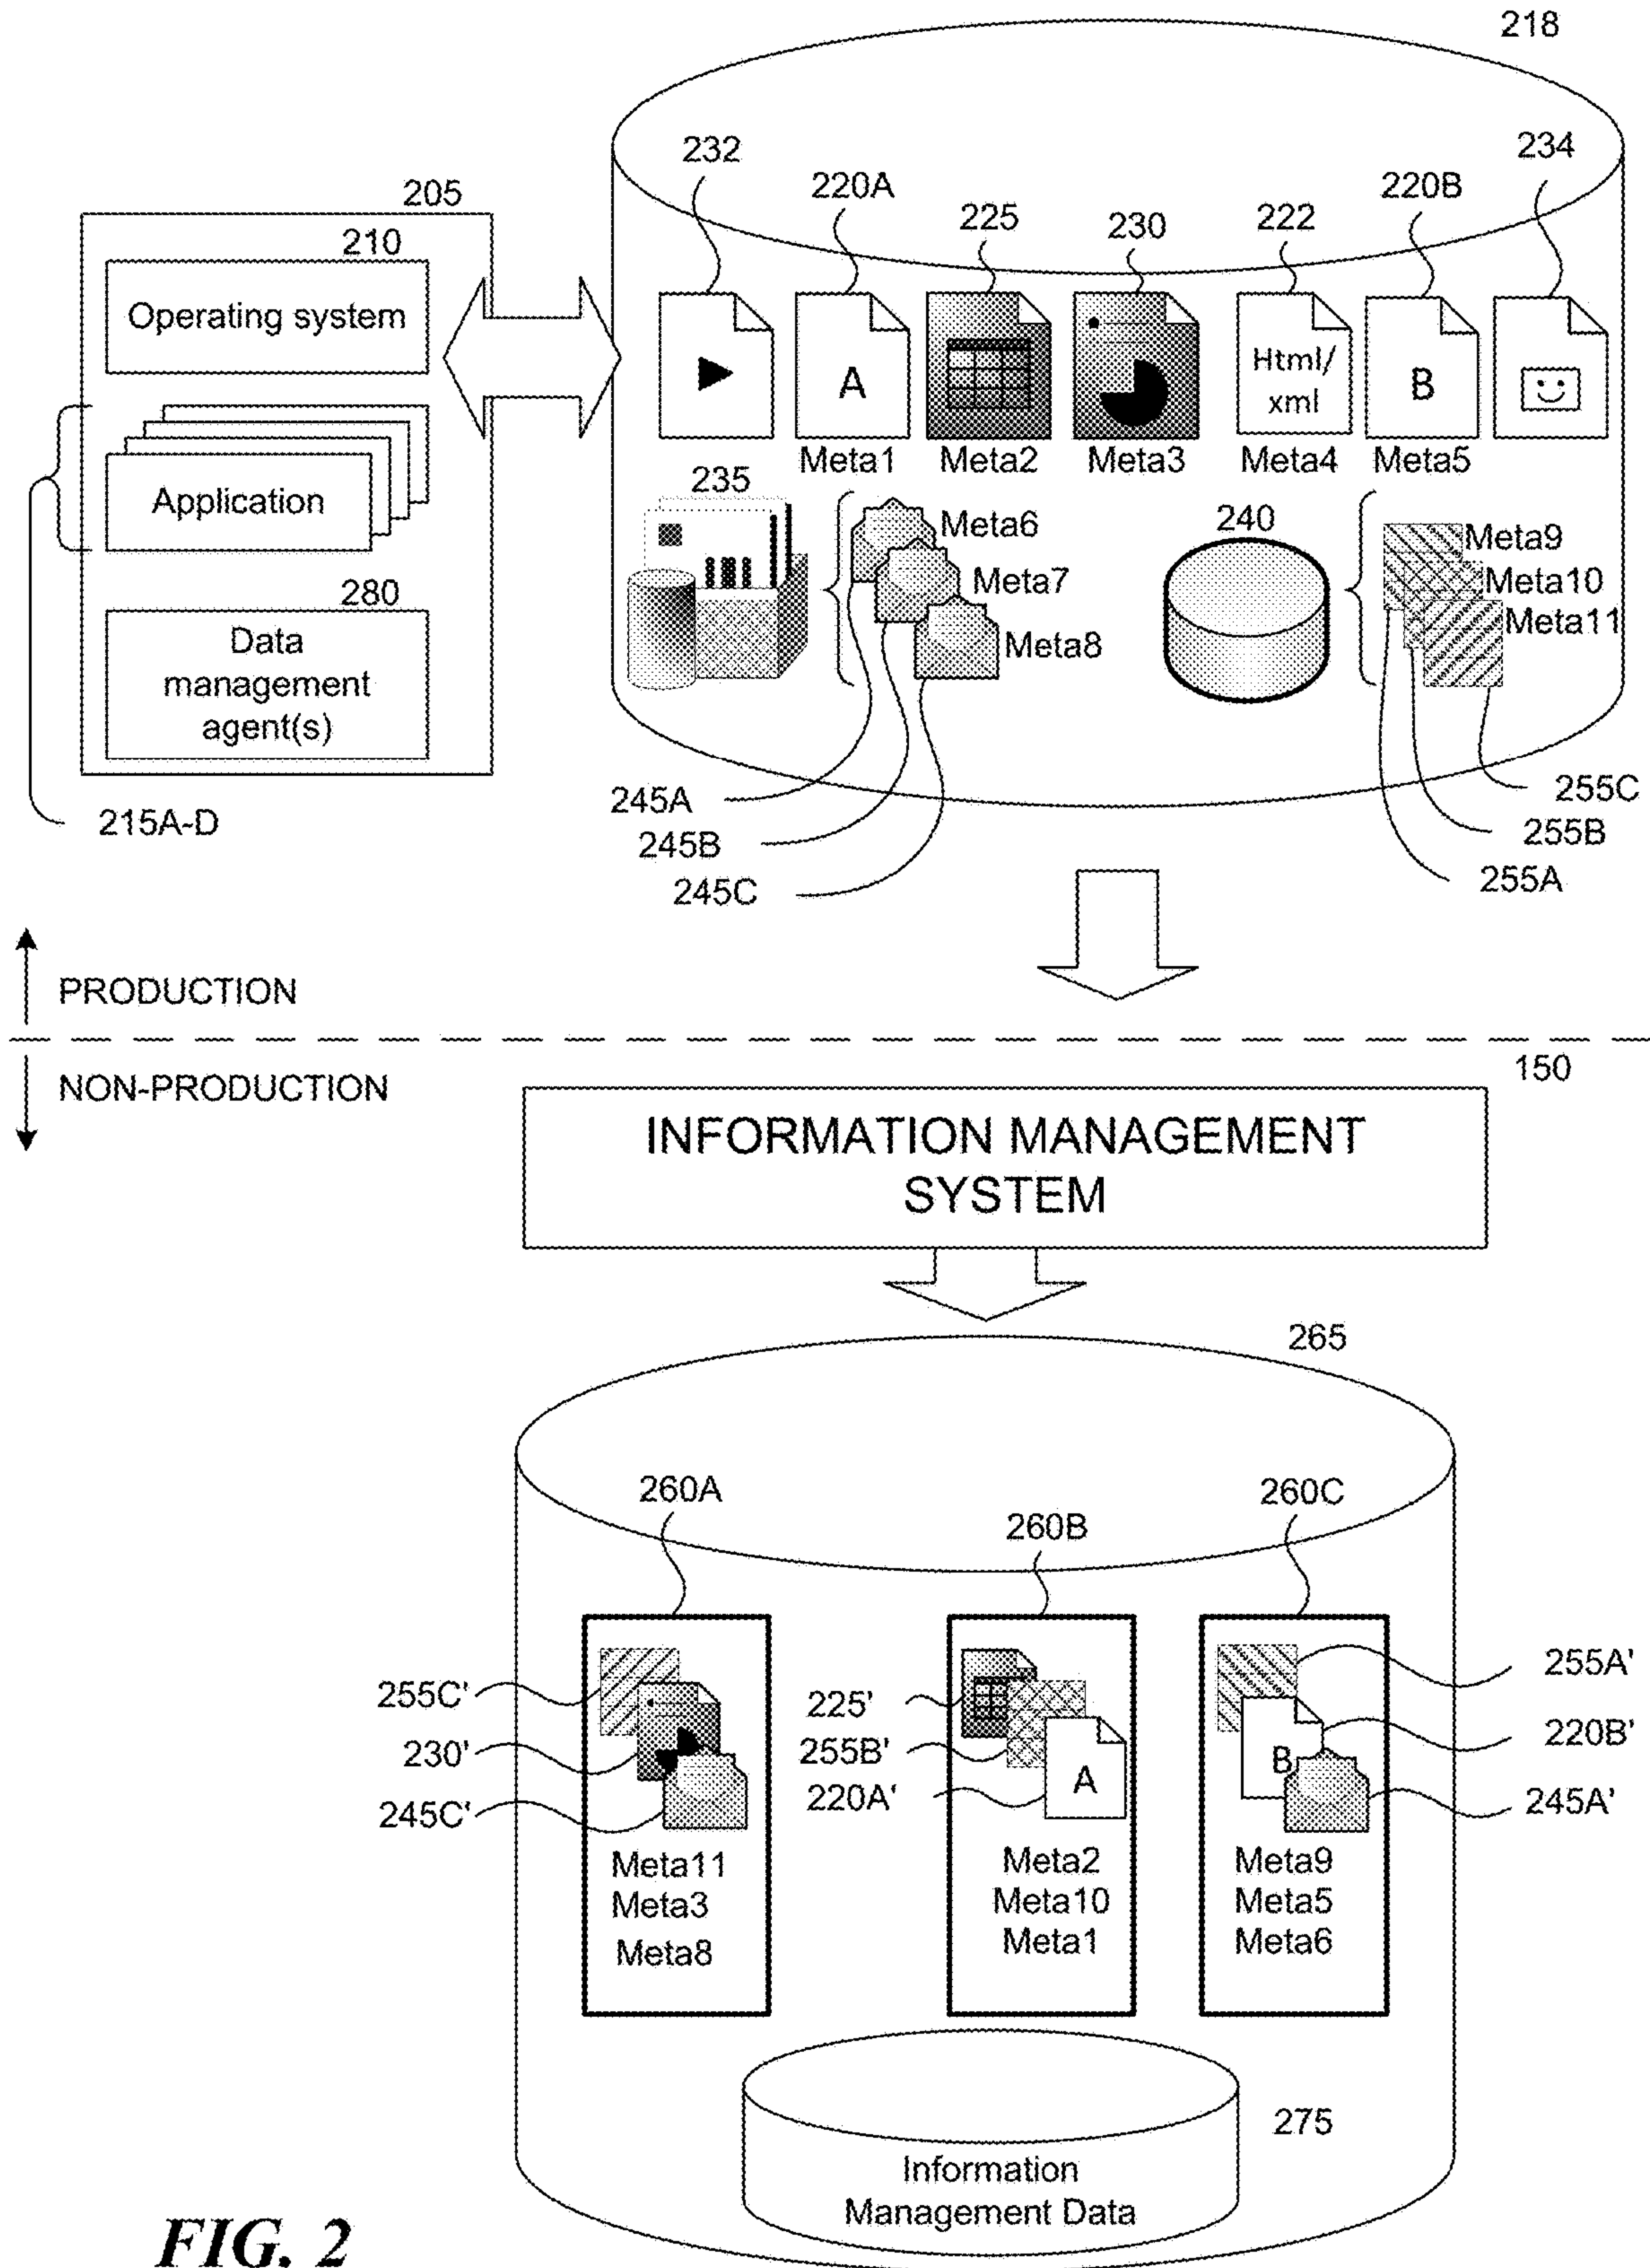 218
232
220A
225
230
222
220B
234
205
210
Operating system
Application
280
Data
management
agent(s)
215A-D
A
Html/
xml
B
Meta1
Meta2
Meta3
Meta4
Meta5
235
Meta6
Meta7
Meta8
240
Meta9
Meta10
Meta11
245A
245B
245C
255C
255B
255A
PRODUCTION
NON-PRODUCTION
150
INFORMATION MANAGEMENT
SYSTEM
265
260A
260B
260C
255C'
230'
245C'
225'
255B'
220A'
A
B
255A'
220B'
245A'
Meta11
Meta3
Meta8
Meta2
Meta10
Meta1
Meta9
Meta5
Meta6
275
Information
Management Data
FIG. 2